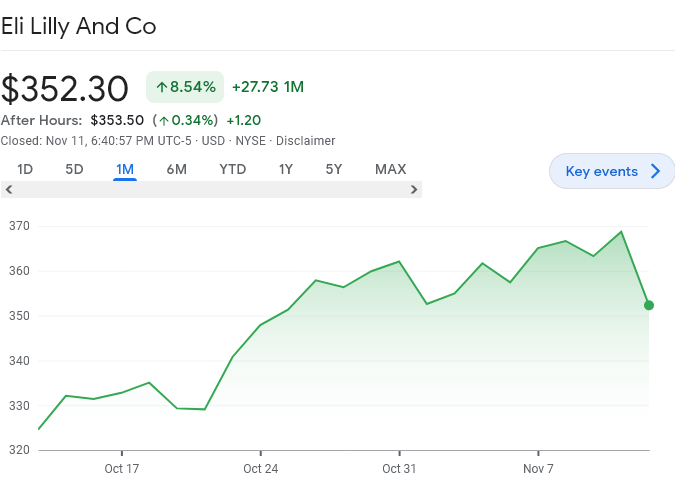 Eli Lilly And Co
$352.30 ↑8.54% +27.73 1M
After Hours: $353.50 (↑0.34%) +1.20
Closed: Nov 11, 6:40:57 PM UTC-5 · USD · NYSE · Disclaimer
1D 5D 1M 6M YTD 1Y 5Y MAX
Key events
370
360
350
340
330
320
Oct 17 Oct 24 Oct 31 Nov 7